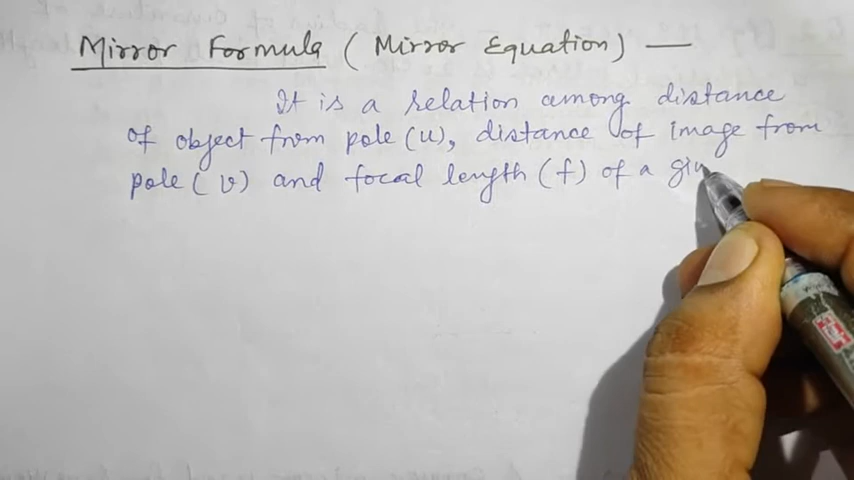 Mirror Formula (Mirror Equation) —
It is a relation among distance
of object from pole (u), distance of image from
pole (v) and focal length (f) of a giv